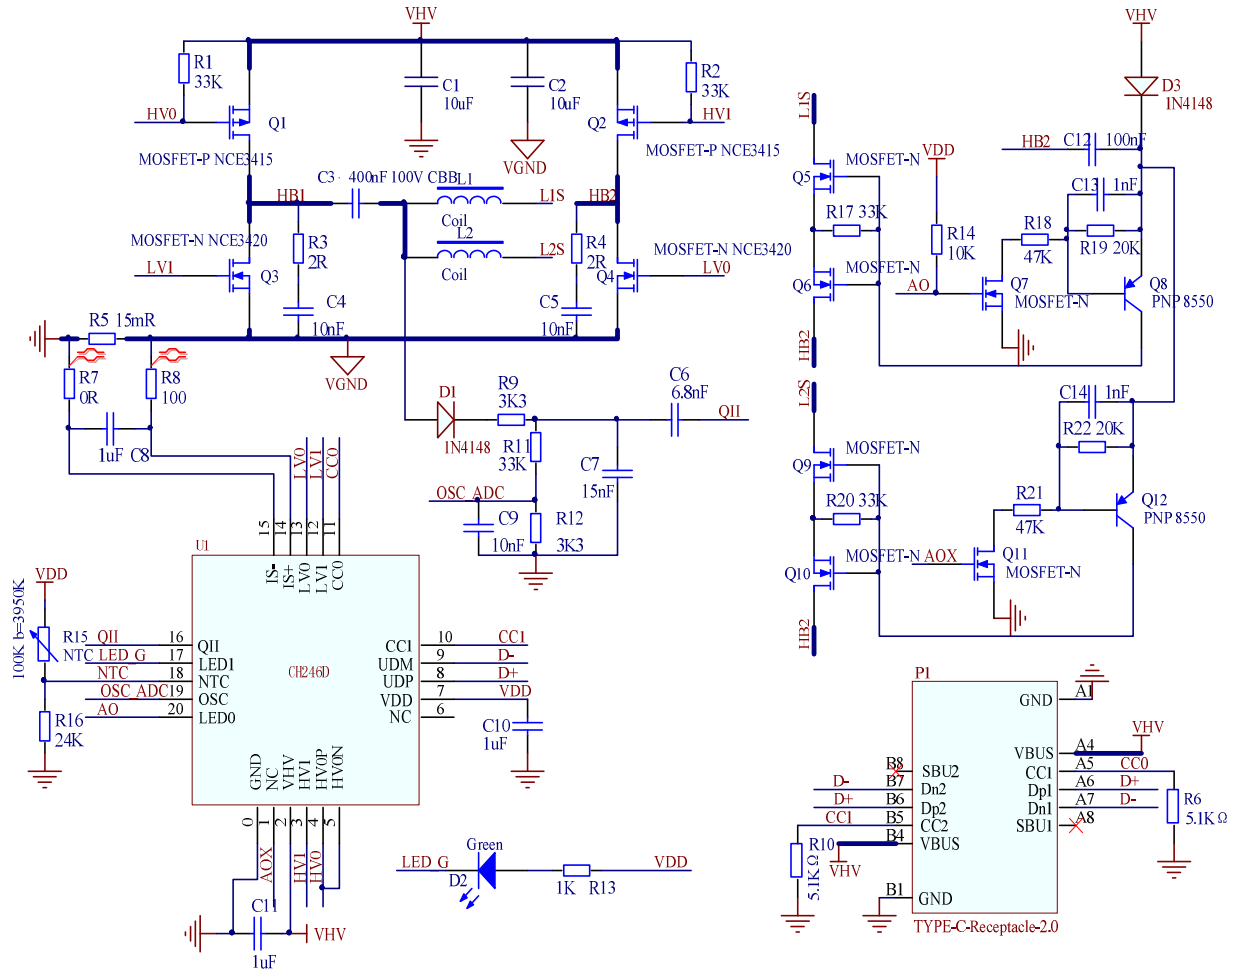 VHV
R1
33K
HV0
Q1
MOSFET-P NCE3415
C1
10uF
C2
10uF
VGND
Q2
R2
33K
HV1
MOSFET-P NCE3415
HB1
C3
400nF 100V CBB
L1
Coil
L1S
L2
Coil
L2S
HB2
MOSFET-N NCE3420
LV1
Q3
R3
2R
C4
10nF
R4
2R
C5
10nF
Q4
MOSFET-N NCE3420
LV0
R5 15mR
VGND
R7
0R
R8
100
1uF C8
D1
1N4148
R9
3K3
R11
33K
C6
6.8nF
QII
C7
15nF
OSC_ADC
C9
10nF
R12
3K3
L1S
Q5
MOSFET-N
R17 33K
Q6
MOSFET-N
HB2
VDD
R14
10K
AO
Q7
MOSFET-N
R18
47K
VHV
D3
1N4148
HB2
C12
100nF
C13 1nF
R19 20K
Q8
PNP 8550
L2S
Q9
MOSFET-N
R20 33K
Q10
MOSFET-N
HB2
AOX
Q11
MOSFET-N
R21
47K
C14 1nF
R22 20K
Q12
PNP 8550
VDD
100K b=3950K
R15
NTC
R16
24K
U1
CH246D
LV0
LV1
CC0
15
14
13
12
11
IS-
IS+
LV0
LV1
CC0
QII
16
QII
LED_G
17
LED1
NTC
18
NTC
OSC_ADC
19
OSC
AO
20
LED0
CC1
10
CC1
UDM
9
D-
UDP
8
D+
VDD
7
VDD
NC
6
C10
1uF
GND
NC
VHV
HV1
HV0P
HV0N
0
1
2
3
4
5
AOX
HV1
HV0
C11
1uF
VHV
LED_G
Green
D2
1K R13
VDD
P1
GND
A1
VBUS
A4
VHV
CC1
A5
CC0
Dp1
A6
D+
Dn1
A7
D-
SBU1
A8
R6
5.1KΩ
B8
SBU2
D-
B7
Dn2
D+
B6
Dp2
CC1
B5
CC2
B4
VBUS
R10
5.1KΩ
VHV
B1
GND
TYPE-C-Receptacle-2.0